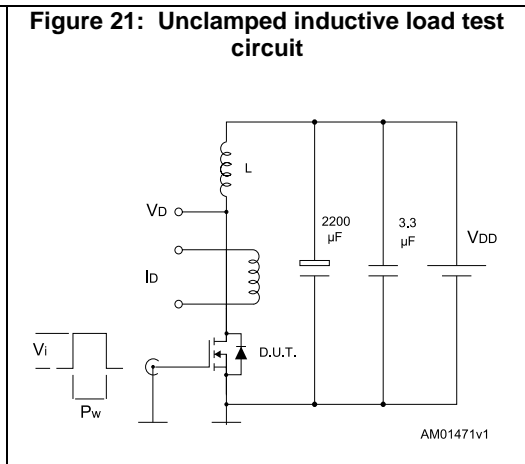 Figure 21: Unclamped inductive load test
circuit
L
VD
2200
µF
3.3
µF
VDD
ID
Vi
D.U.T.
Pw
AM01471v1